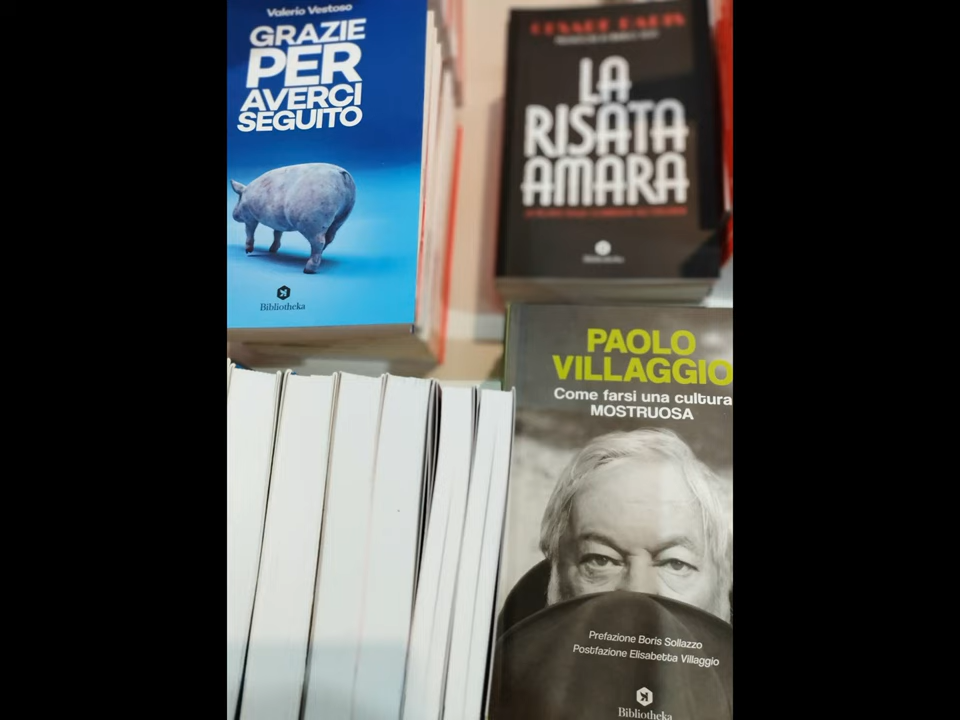 Valerio Vestoso
GRAZIE
PER
AVERCI
SEGUITO
Bibliotheka
LA
RISATA
AMARA
Bibliotheka
PAOLO
VILLAGGIO
Come farsi una cultura
MOSTRUOSA
Prefazione Boris Sollazzo
Postfazione Elisabetta Villaggio
Bibliotheka